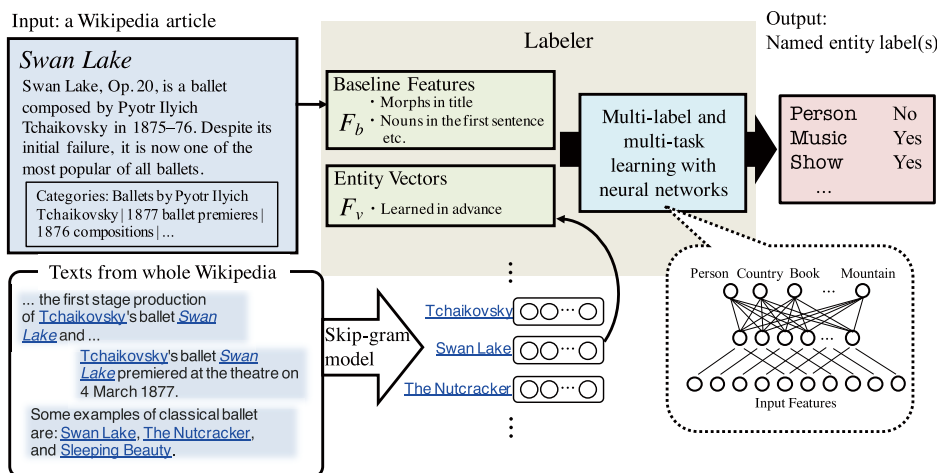 Input: a Wikipedia article
Swan Lake
Swan Lake, Op. 20, is a ballet
composed by Pyotr Ilyich
Tchaikovsky in 1875–76. Despite its
initial failure, it is now one of the
most popular of all ballets.
Categories: Ballets by Pyotr Ilyich
Tchaikovsky | 1877 ballet premieres |
1876 compositions | ...
Labeler
Baseline Features
・Morphs in title
F_b ・Nouns in the first sentence
etc.
Entity Vectors
F_v ・Learned in advance
Multi-label and
multi-task
learning with
neural networks
Output:
Named entity label(s)
Person No
Music Yes
Show Yes
...
Texts from whole Wikipedia
... the first stage production
of Tchaikovsky's ballet Swan
Lake and ...
Tchaikovsky's ballet Swan
Lake premiered at the theatre on
4 March 1877.
Some examples of classical ballet
are: Swan Lake, The Nutcracker,
and Sleeping Beauty.
Skip-gram
model
Tchaikovsky
Swan Lake
The Nutcracker
Person Country Book ... Mountain
Input Features